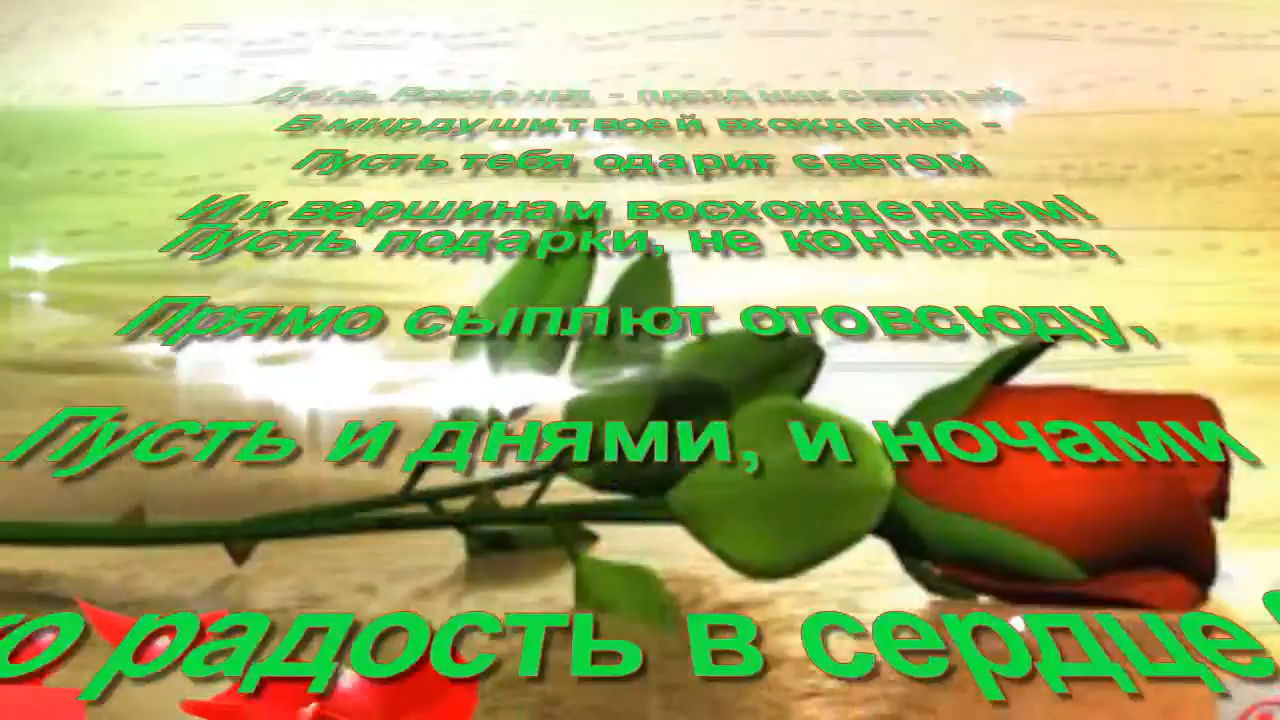 День Рожденья, - праздник светлый
В мир души твоей вхожденья -
Пусть тебя одарит светом
И к вершинам восхожденьем!
Пусть подарки, не кончаясь,
Прямо сыплют отовсюду,
Пусть и днями, и ночами
радость в сердце